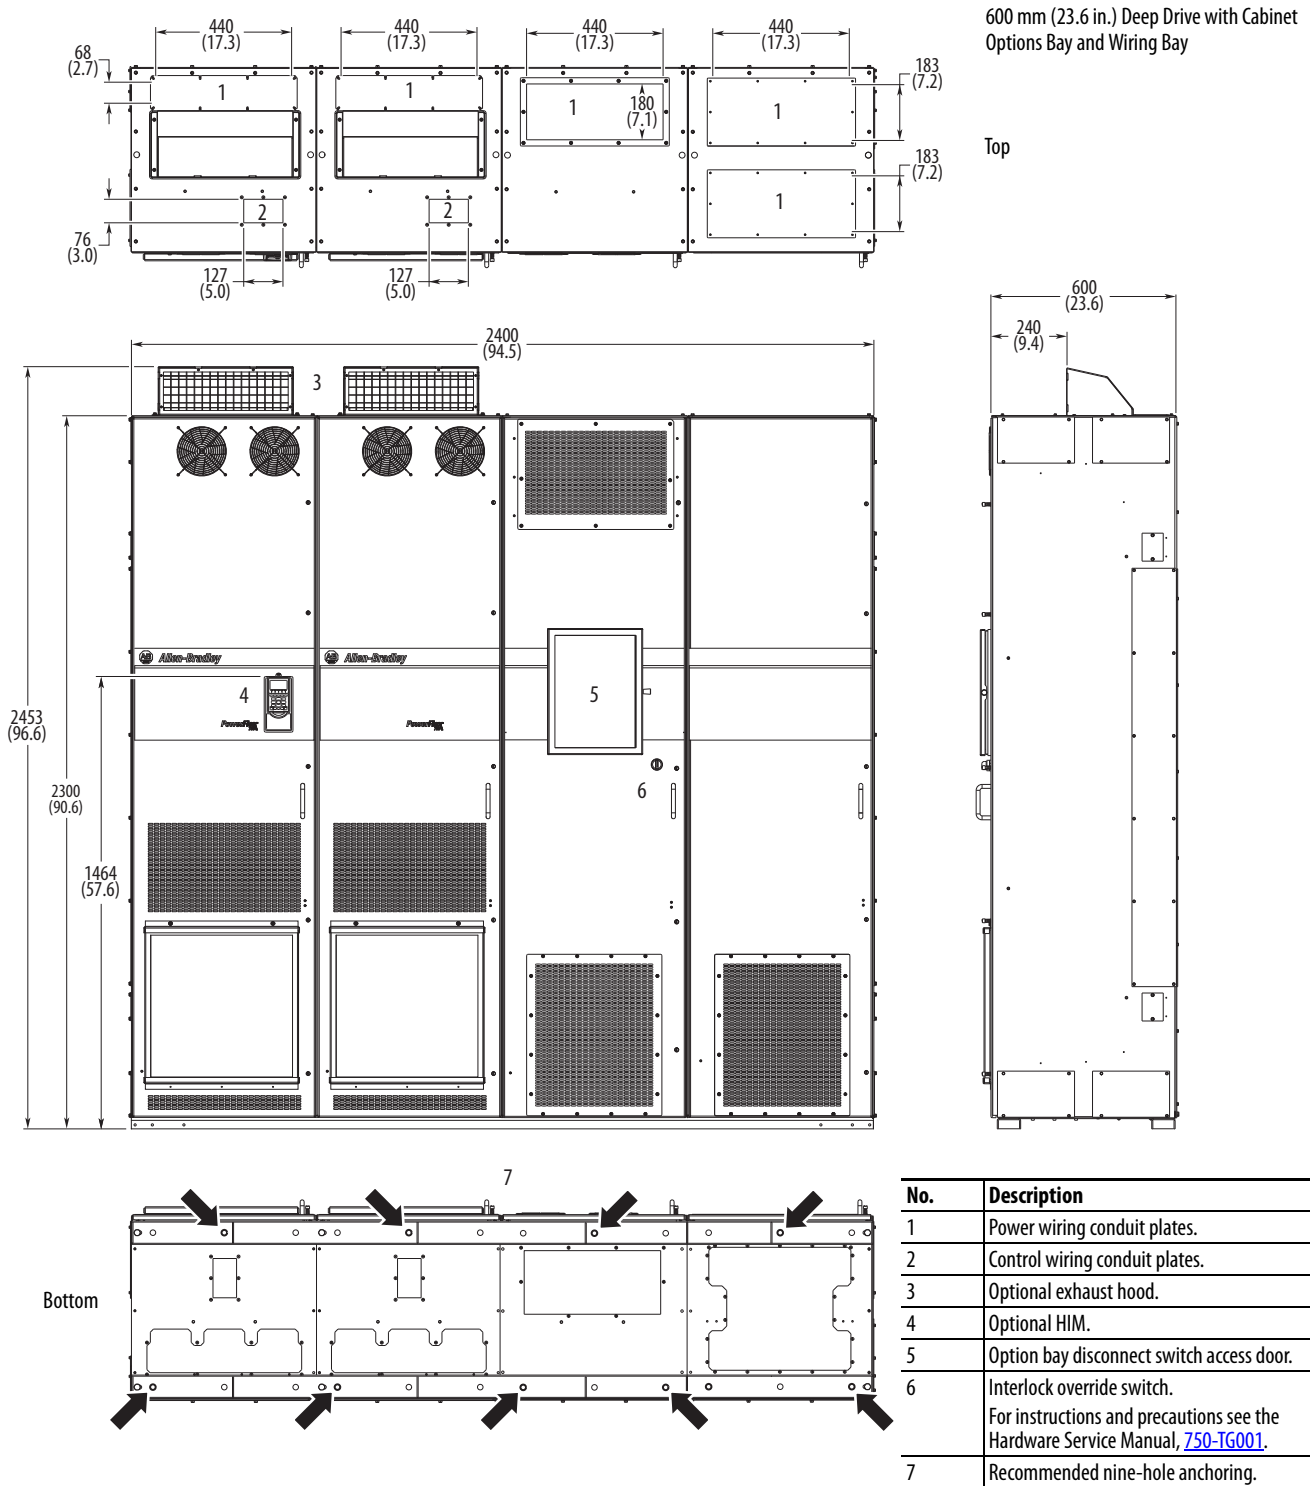 600 mm (23.6 in.) Deep Drive with Cabinet
Options Bay and Wiring Bay
440
(17.3)
440
(17.3)
440
(17.3)
440
(17.3)
68
(2.7)
183
(7.2)
1
1
1
180
(7.1)
1
Top
183
(7.2)
2
2
1
76
(3.0)
127
(5.0)
127
(5.0)
600
(23.6)
240
(9.4)
2400
(94.5)
3
AB Allen-Bradley
AB Allen-Bradley
4
5
PowerFlex
PowerFlex
2453
(96.6)
2300
(90.6)
6
1464
(57.6)
7
Bottom
No. Description
1 Power wiring conduit plates.
2 Control wiring conduit plates.
3 Optional exhaust hood.
4 Optional HIM.
5 Option bay disconnect switch access door.
6 Interlock override switch.
For instructions and precautions see the
Hardware Service Manual, 750-TG001.
7 Recommended nine-hole anchoring.